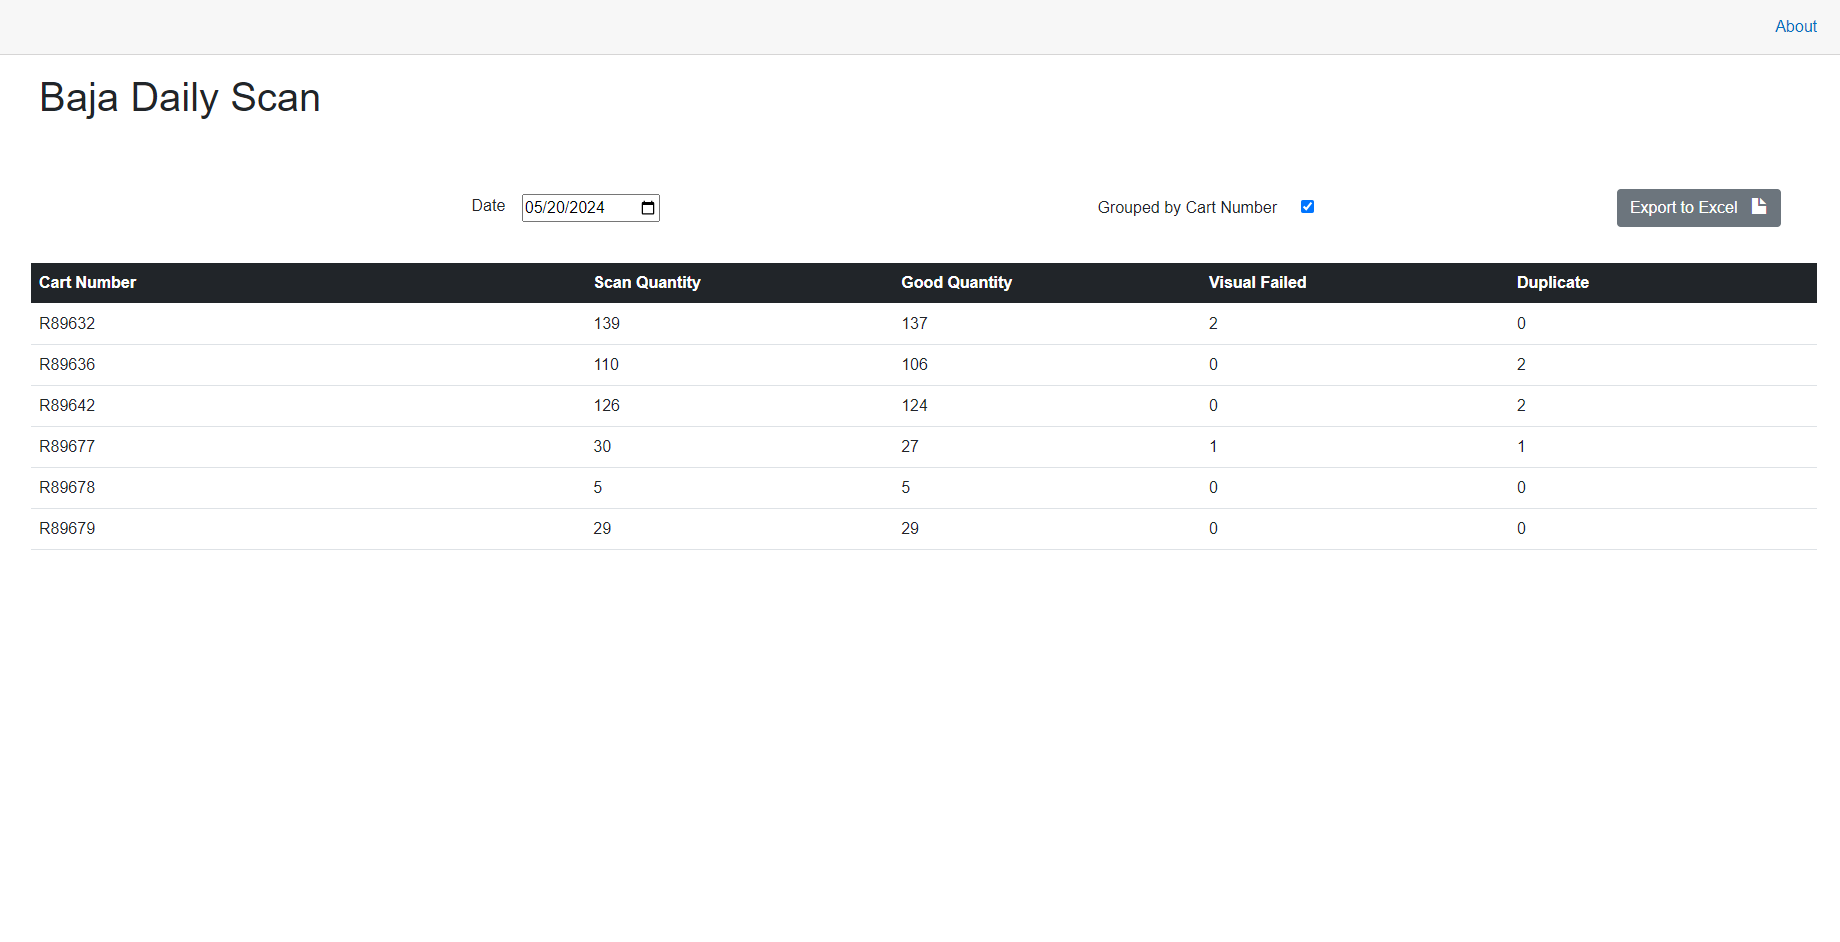 About
Baja Daily Scan
Date 05/20/2024 Grouped by Cart Number Export to Excel
Cart Number Scan Quantity Good Quantity Visual Failed Duplicate
R89632 139 137 2 0
R89636 110 106 0 2
R89642 126 124 0 2
R89677 30 27 1 1
R89678 5 5 0 0
R89679 29 29 0 0